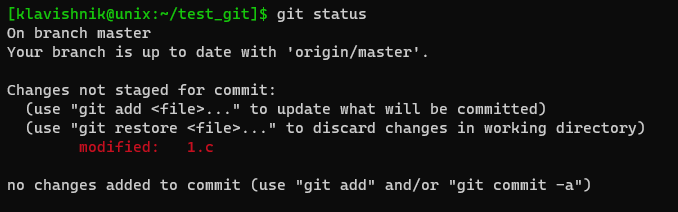 [klavishnik@unix:~/test_git]$ git status
On branch master
Your branch is up to date with 'origin/master'.

Changes not staged for commit:
  (use "git add <file>..." to update what will be committed)
  (use "git restore <file>..." to discard changes in working directory)
        modified:   1.c

no changes added to commit (use "git add" and/or "git commit -a")